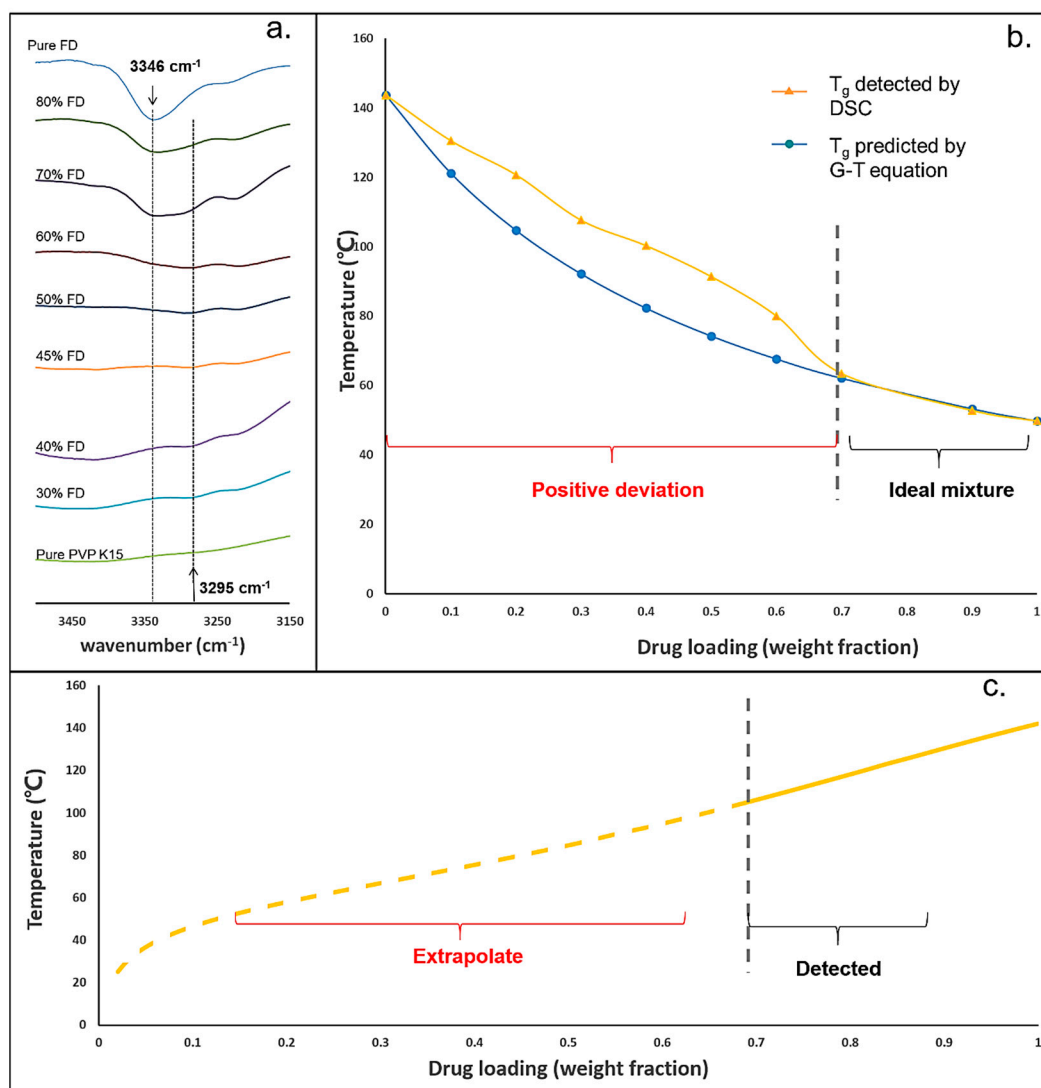 a.
Pure FD
3346 cm-1
80% FD
70% FD
60% FD
50% FD
45% FD
40% FD
30% FD
Pure PVP K15
3295 cm-1
3450
3350
3250
3150
wavenumber (cm-1)
b.
160
140
120
100
80
60
40
20
0
Temperature (℃)
Tg detected by
DSC
Tg predicted by
G-T equation
Positive deviation
Ideal mixture
0
0.1
0.2
0.3
0.4
0.5
0.6
0.7
0.8
0.9
1
Drug loading (weight fraction)
c.
160
140
120
100
80
60
40
20
0
Temperature (℃)
Extrapolate
Detected
0
0.1
0.2
0.3
0.4
0.5
0.6
0.7
0.8
0.9
1
Drug loading (weight fraction)